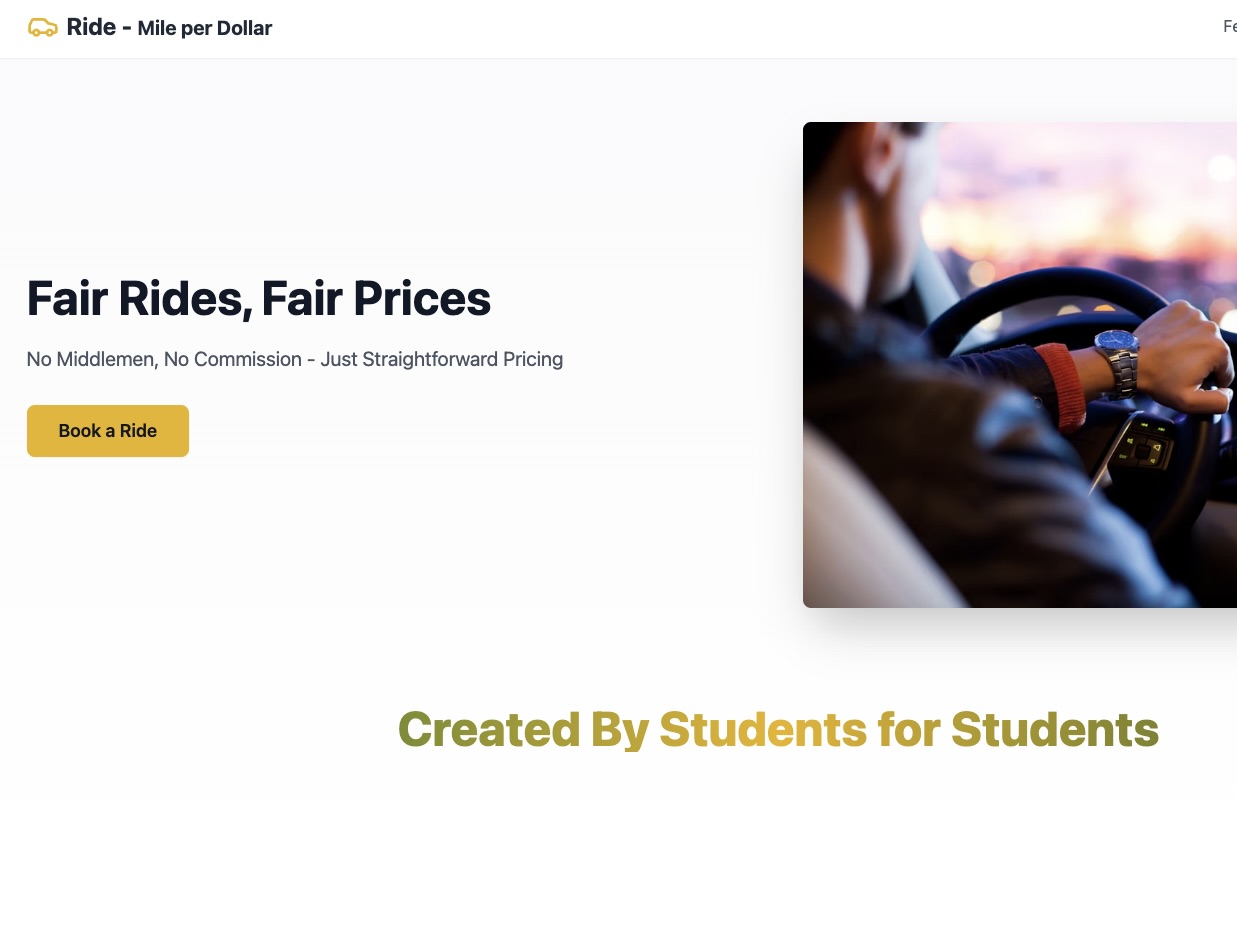 Ride - Mile per Dollar
Fe
Fair Rides, Fair Prices
No Middlemen, No Commission - Just Straightforward Pricing
Book a Ride
Created By Students for Students